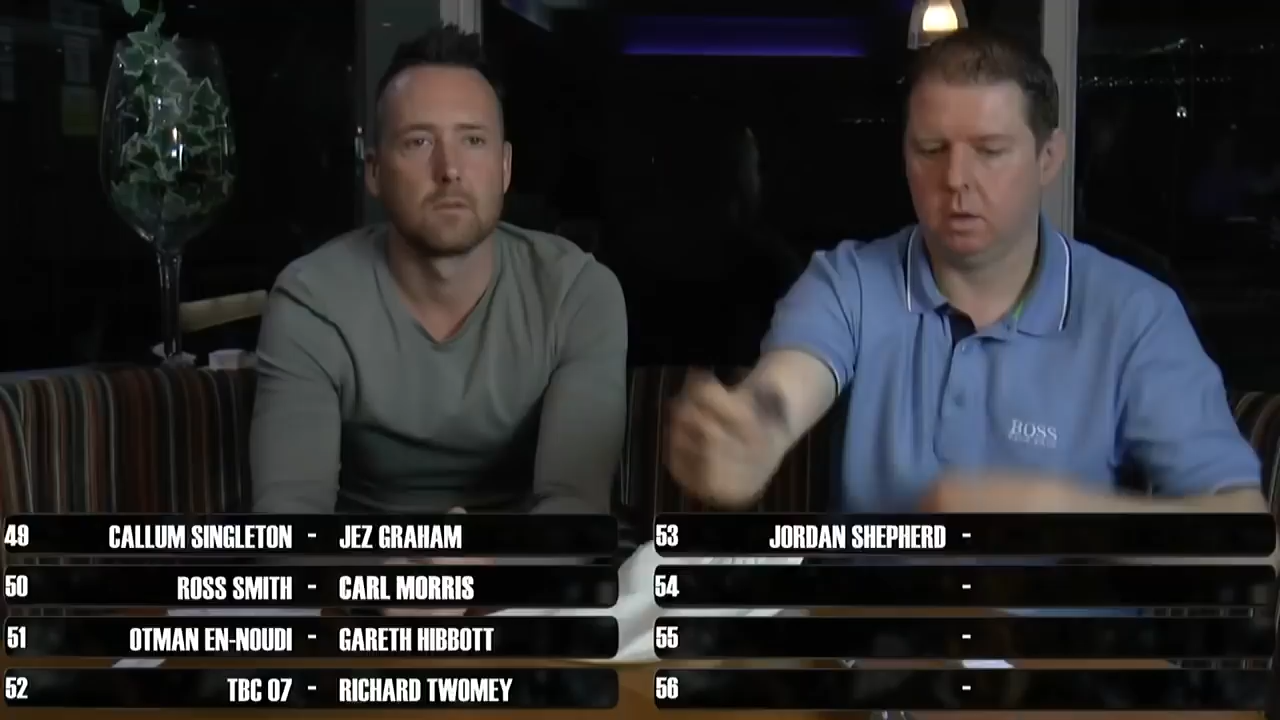 BOSS
49 CALLUM SINGLETON - JEZ GRAHAM
50 ROSS SMITH - CARL MORRIS
51 OTMAN EN-NOUDI - GARETH HIBBOTT
52 TBC 07 - RICHARD TWOMEY
53 JORDAN SHEPHERD -
54 -
55 -
56 -